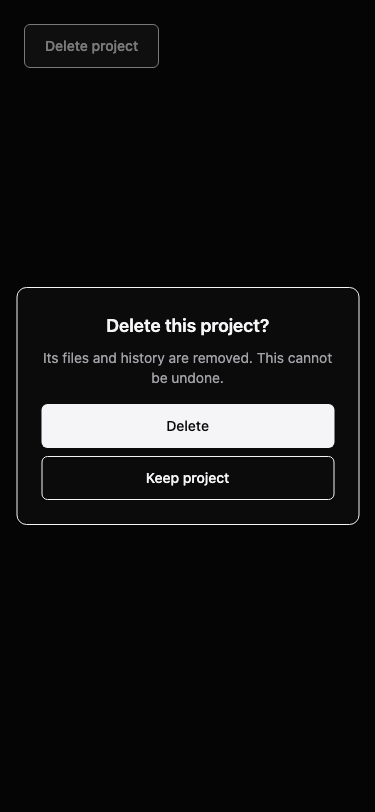 Delete project
Delete this project?
Its files and history are removed. This cannot
be undone.
Delete
Keep project